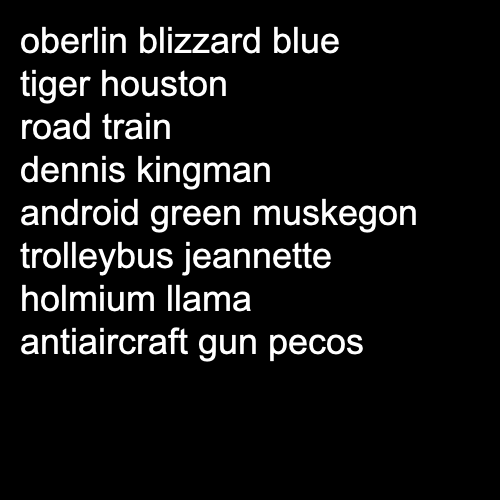 oberlin blizzard blue
tiger houston
road train
dennis kingman
android green muskegon
trolleybus jeannette
holmium llama
antiaircraft gun pecos